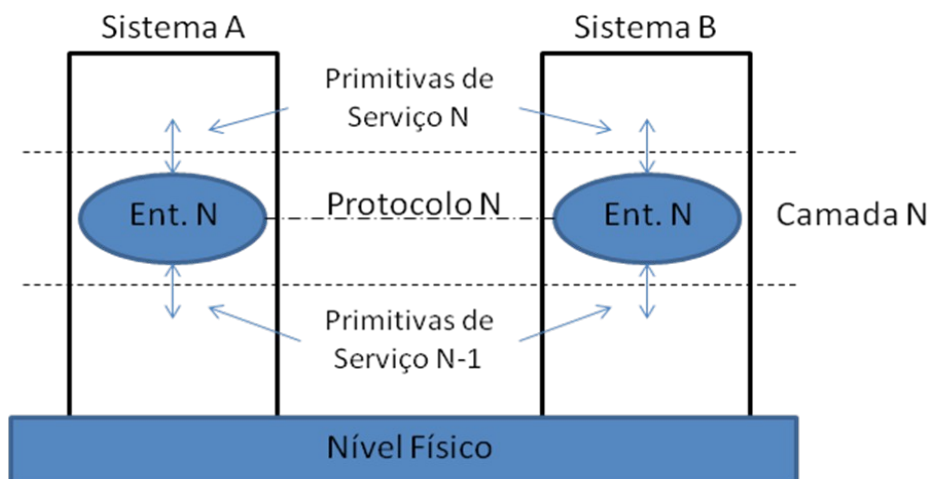 Sistema A
Sistema B
Primitivas de
Serviço N
Ent. N
Protocolo N
Ent. N
Camada N
Primitivas de
Serviço N-1
Nível Físico